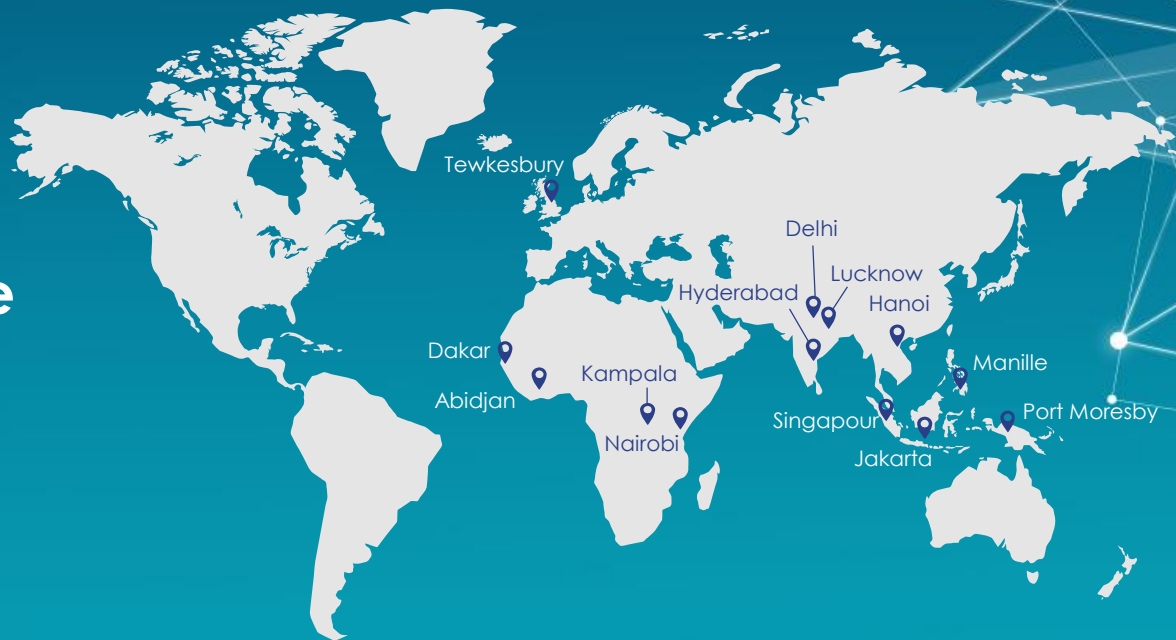 Tewkesbury
Delhi
Lucknow
Hyderabad
Hanoi
e
Dakar
Kampala
Manille
Abidjan
Singapour
Port Moresby
Nairobi
Jakarta